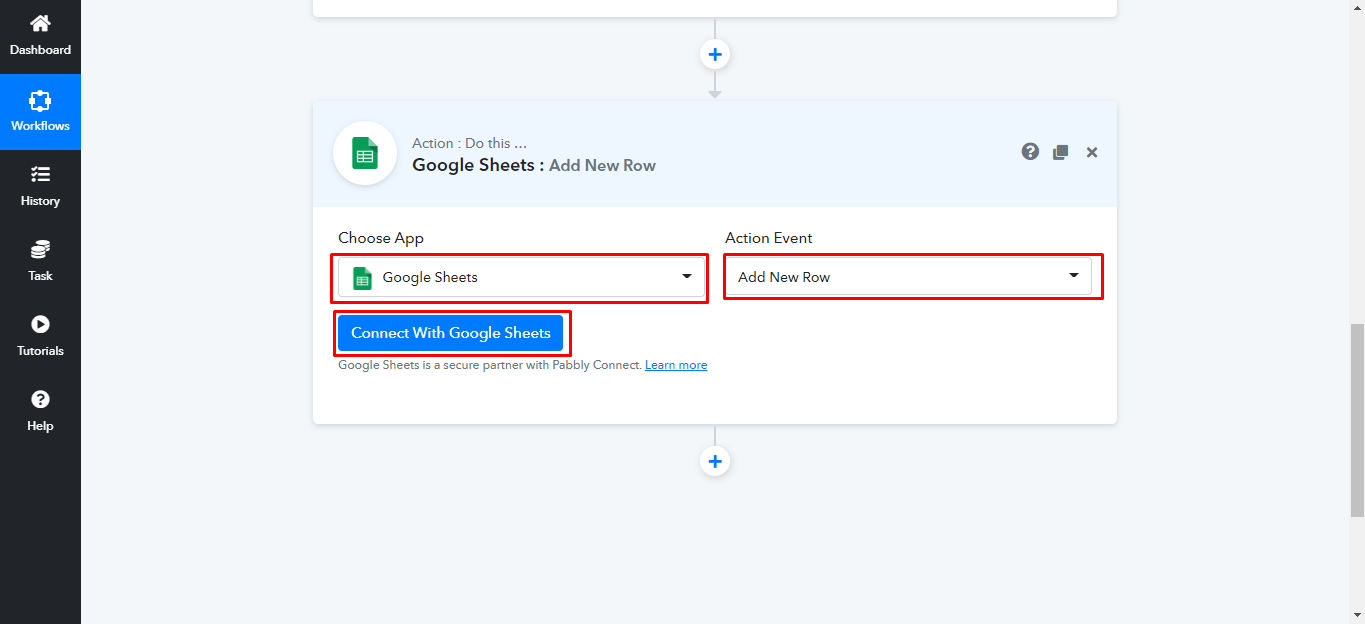 Dashboard
Workflows
History
Task
Tutorials
Help
Action : Do this ...
Google Sheets : Add New Row
Choose App
Action Event
Google Sheets
Add New Row
Connect With Google Sheets
Google Sheets is a secure partner with Pabbly Connect. Learn more